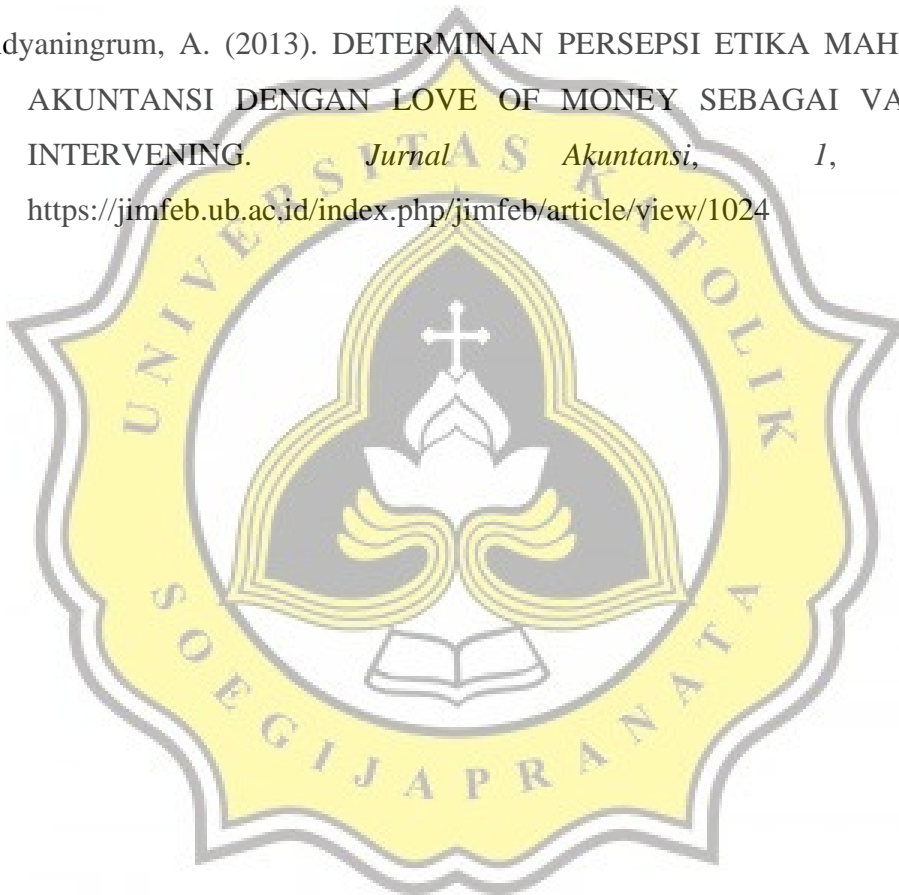 dyaningrum, A. (2013). DETERMINAN PERSEPSI ETIKA MAH
AKUNTANSI DENGAN LOVE OF MONEY SEBAGAI VA
INTERVENING. Jurnal Akuntansi, 1,
https://jimfeb.ub.ac.id/index.php/jimfeb/article/view/1024
UNIVERSITAS KATOLIK
SOEGIJAPRANATA